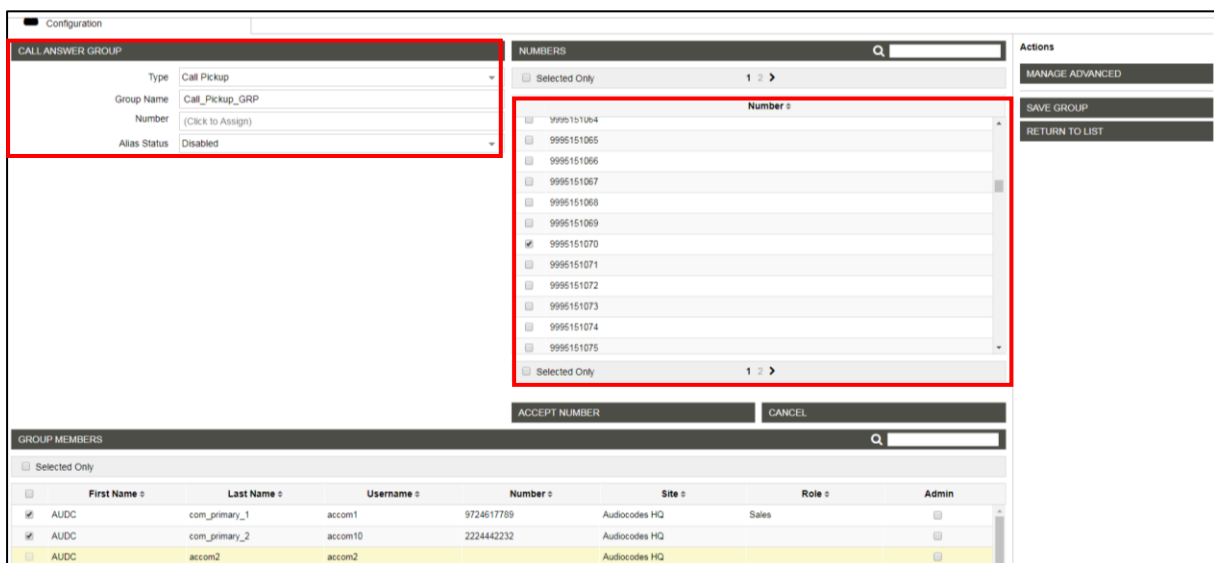 Configuration
CALL ANSWER GROUP
Type Call Pickup
Group Name Call_Pickup_GRP
Number (Click to Assign)
Alias Status Disabled
NUMBERS
Selected Only 1 2
Number
9995151064
9995151065
9995151066
9995151067
9995151068
9995151069
9995151070
9995151071
9995151072
9995151073
9995151074
9995151075
Selected Only 1 2
ACCEPT NUMBER CANCEL
Actions
MANAGE ADVANCED
SAVE GROUP
RETURN TO LIST
GROUP MEMBERS
Selected Only
First Name Last Name Username Number Site Role Admin
AUDC com_primary_1 accom1 9724617789 Audiocodes HQ Sales
AUDC com_primary_2 accom10 2224442232 Audiocodes HQ
AUDC accom2 accom2 Audiocodes HQ